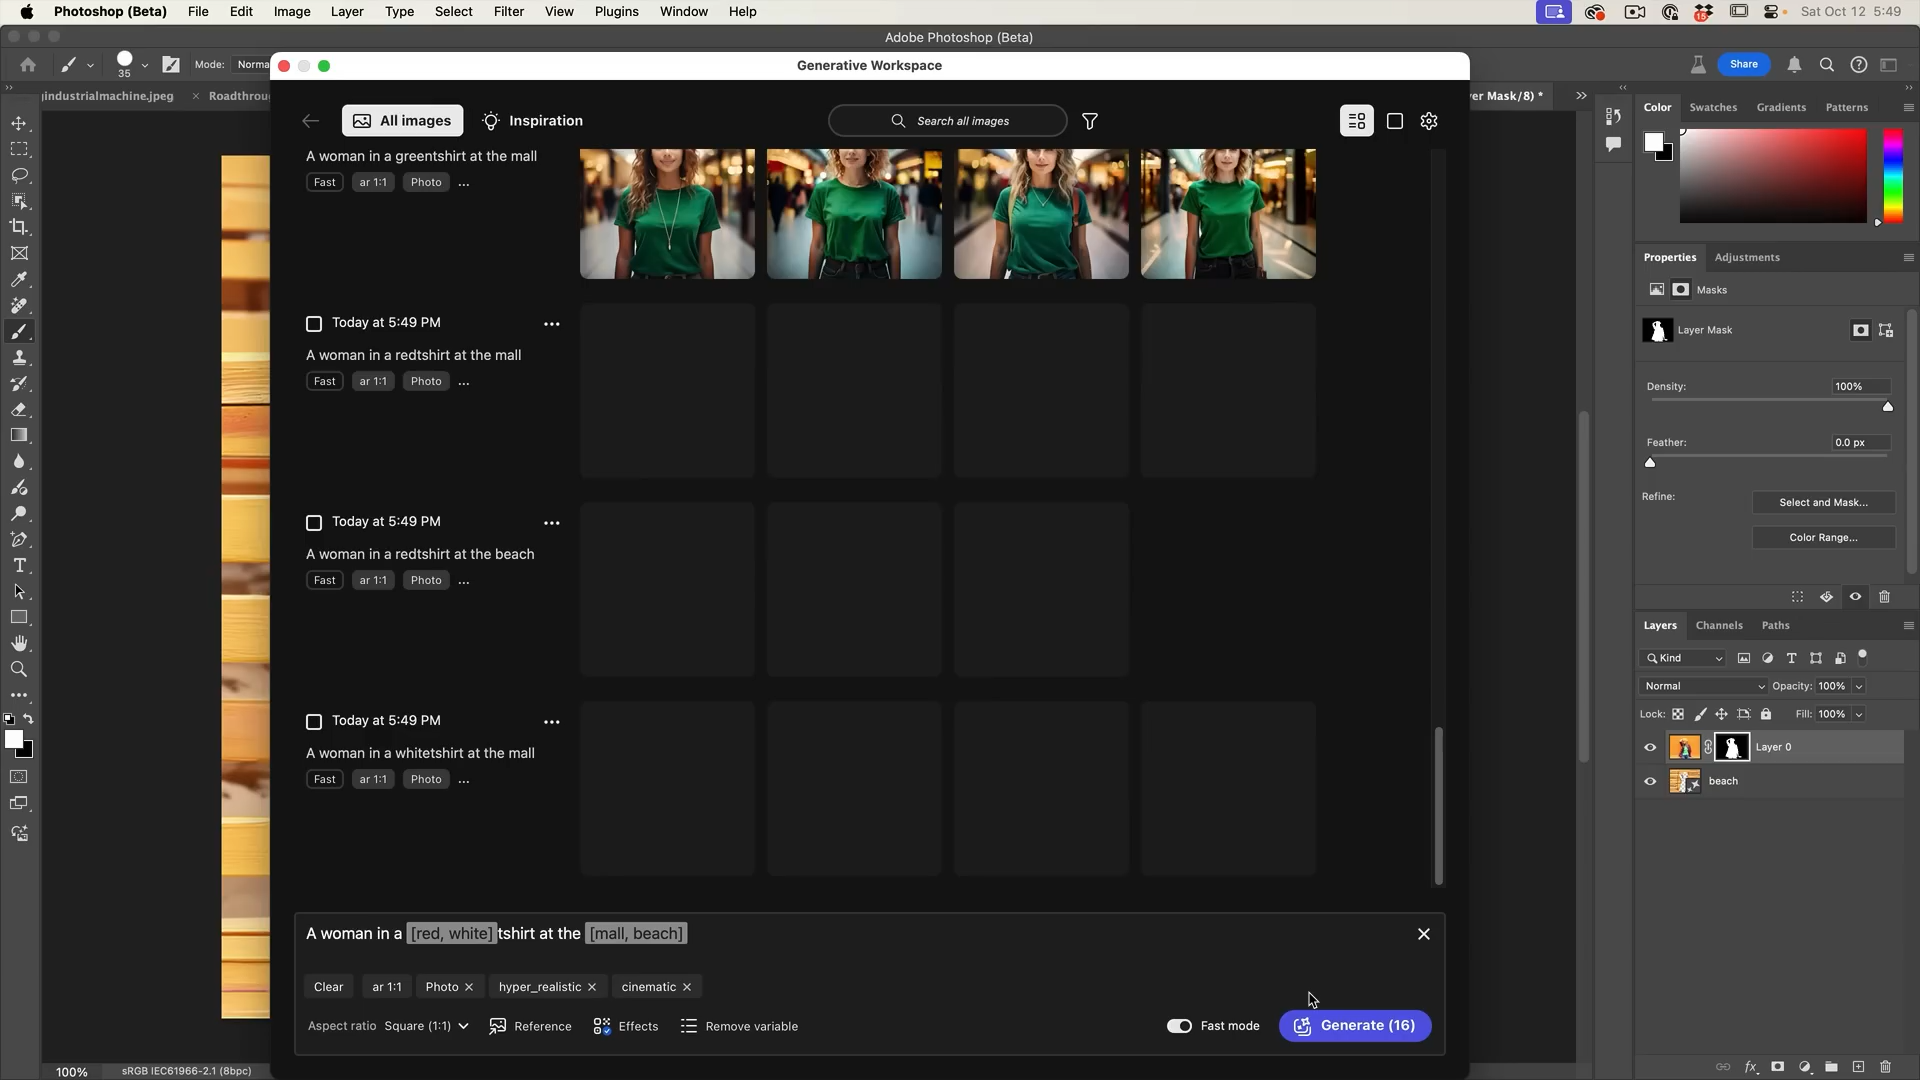 Photoshop (Beta) File Edit Image Layer Type Select Filter View Plugins Window Help
15
Sat Oct 12 5:49
Adobe Photoshop (Beta)
35
Mode: Norma
Share
industrialmachine.jpeg
Roadthroug
er Mask/8) *
Generative Workspace
All images
Inspiration
Search all images
A woman in a greentshirt at the mall
Fast ar 1:1 Photo ...
Today at 5:49 PM
A woman in a redtshirt at the mall
Fast ar 1:1 Photo ...
Today at 5:49 PM
A woman in a redtshirt at the beach
Fast ar 1:1 Photo ...
Today at 5:49 PM
A woman in a whitetshirt at the mall
Fast ar 1:1 Photo ...
A woman in a [red, white]tshirt at the [mall, beach]
Clear ar 1:1 Photo hyper_realistic cinematic
Aspect ratio Square (1:1) Reference Effects Remove variable
Fast mode
Generate (16)
Color Swatches Gradients Patterns
Properties Adjustments
Masks
Layer Mask
Density: 100%
Feather: 0.0 px
Refine: Select and Mask...
Color Range...
Layers Channels Paths
Kind
Normal Opacity: 100%
Lock: Fill: 100%
Layer 0
beach
fx
100% sRGB IEC61966-2.1 (8bpc)